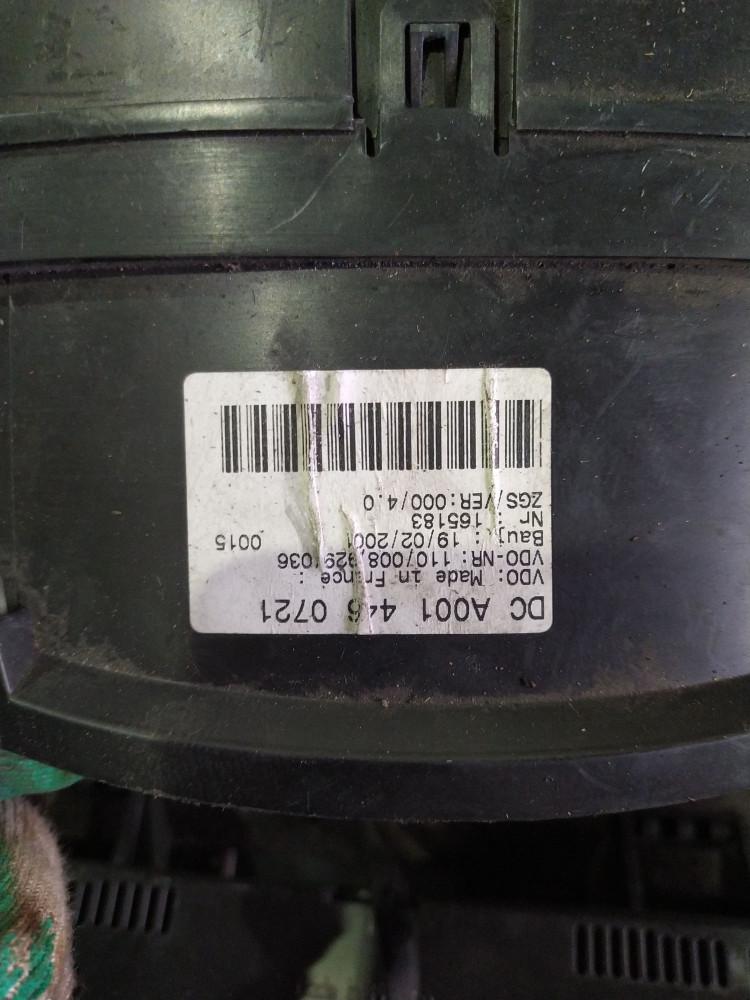 DC A001 446 0721
VDO: Made in France :
VDO-NR: 110/008/929/036
Bauj.: 19/02/2001 0015
Nr : 165183
ZGS/VER:000/4.0